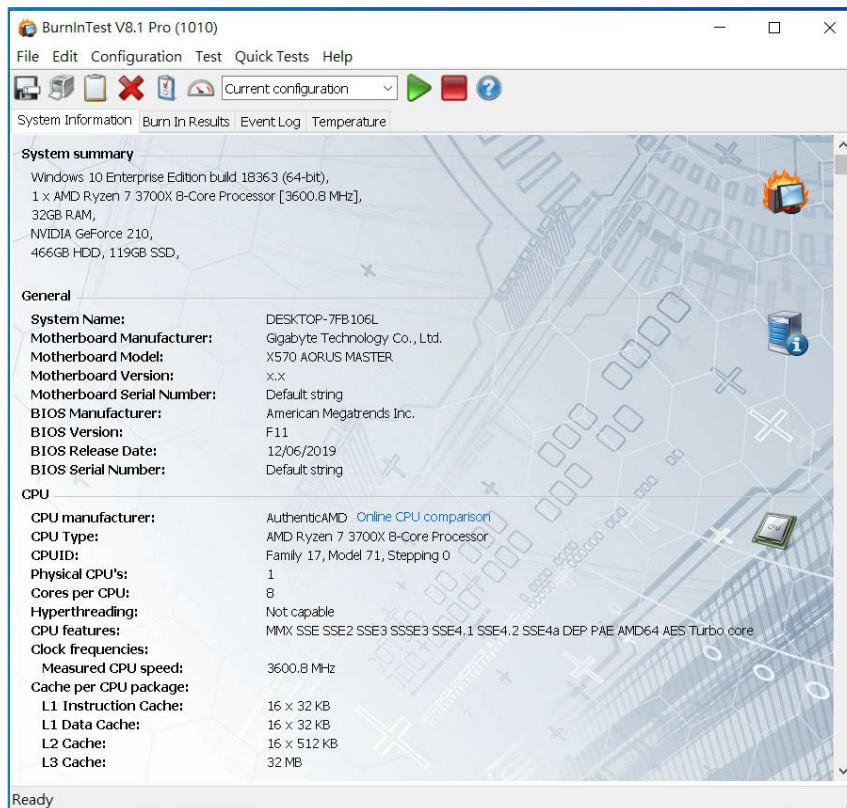 BurnInTest V8.1 Pro (1010)
File Edit Configuration Test Quick Tests Help
Current configuration
System Information Burn In Results Event Log Temperature
System summary
Windows 10 Enterprise Edition build 18363 (64-bit),
1 x AMD Ryzen 7 3700X 8-Core Processor [3600.8 MHz],
32GB RAM,
NVIDIA GeForce 210,
466GB HDD, 119GB SSD,
General
System Name: DESKTOP-7FB106L
Motherboard Manufacturer: Gigabyte Technology Co., Ltd.
Motherboard Model: X570 AORUS MASTER
Motherboard Version: x.x
Motherboard Serial Number: Default string
BIOS Manufacturer: American Megatrends Inc.
BIOS Version: F11
BIOS Release Date: 12/06/2019
BIOS Serial Number: Default string
CPU
CPU manufacturer: AuthenticAMD Online CPU comparison
CPU Type: AMD Ryzen 7 3700X 8-Core Processor
CPUID: Family 17, Model 71, Stepping 0
Physical CPU's: 1
Cores per CPU: 8
Hyperthreading: Not capable
CPU features: MMX SSE SSE2 SSE3 SSSE3 SSE4.1 SSE4.2 SSE4a DEP PAE AMD64 AES Turbo core
Clock frequencies:
Measured CPU speed: 3600.8 MHz
Cache per CPU package:
L1 Instruction Cache: 16 x 32 KB
L1 Data Cache: 16 x 32 KB
L2 Cache: 16 x 512 KB
L3 Cache: 32 MB
Ready